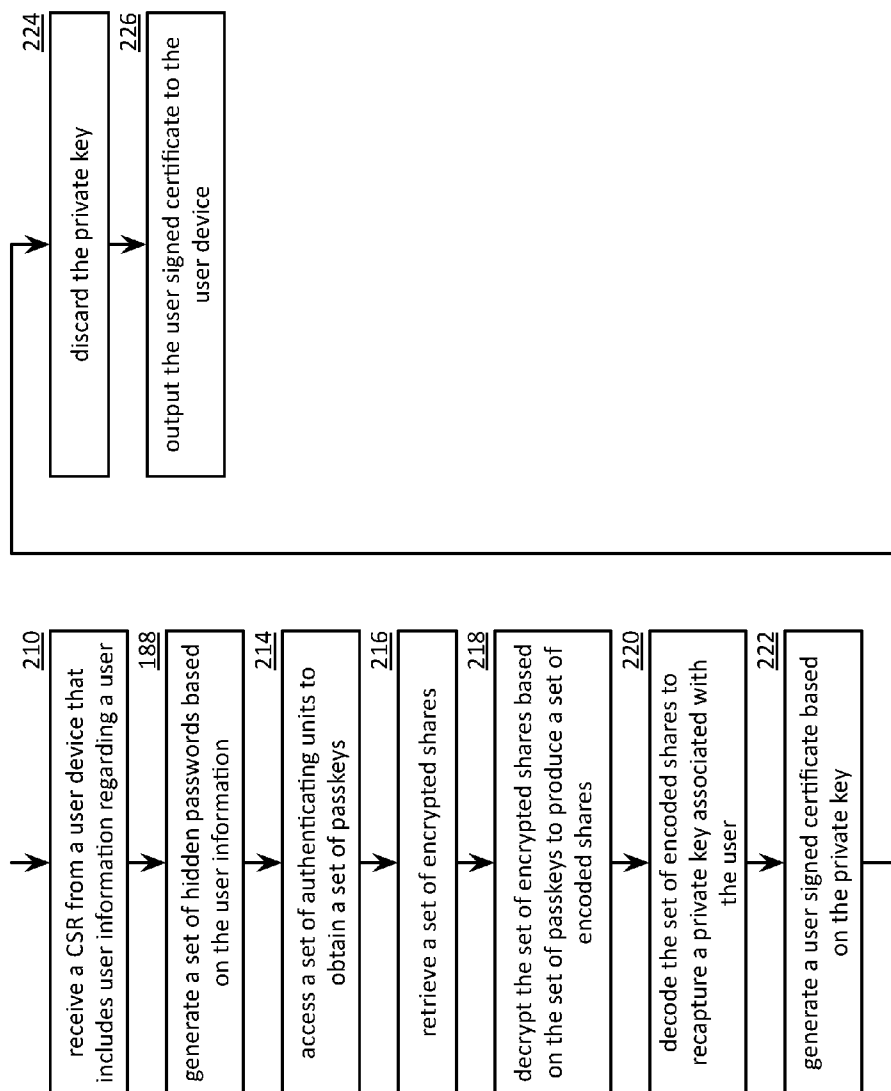 210
receive a CSR from a user device that
includes user information regarding a user
188
generate a set of hidden passwords based
on the user information
214
access a set of authenticating units to
obtain a set of passkeys
216
retrieve a set of encrypted shares
218
decrypt the set of encrypted shares based
on the set of passkeys to produce a set of
encoded shares
220
decode the set of encoded shares to
recapture a private key associated with
the user
222
generate a user signed certificate based
on the private key
224
discard the private key
226
output the user signed certificate to the
user device